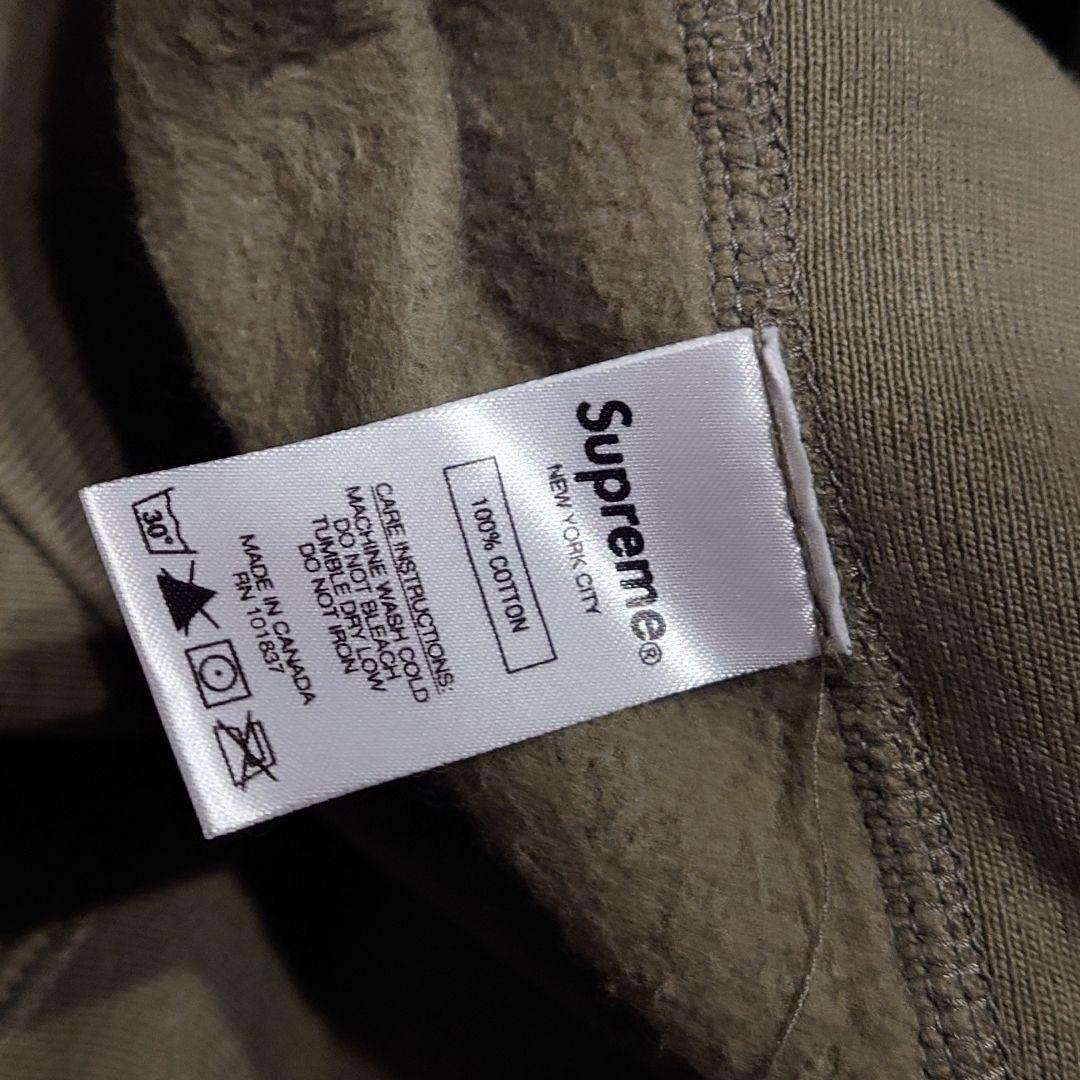 Supreme®
NEW YORK CITY
100% COTTON
CARE INSTRUCTIONS:
MACHINE WASH COLD
DO NOT BLEACH
TUMBLE DRY LOW
DO NOT IRON
MADE IN CANADA
RN 101837
30°